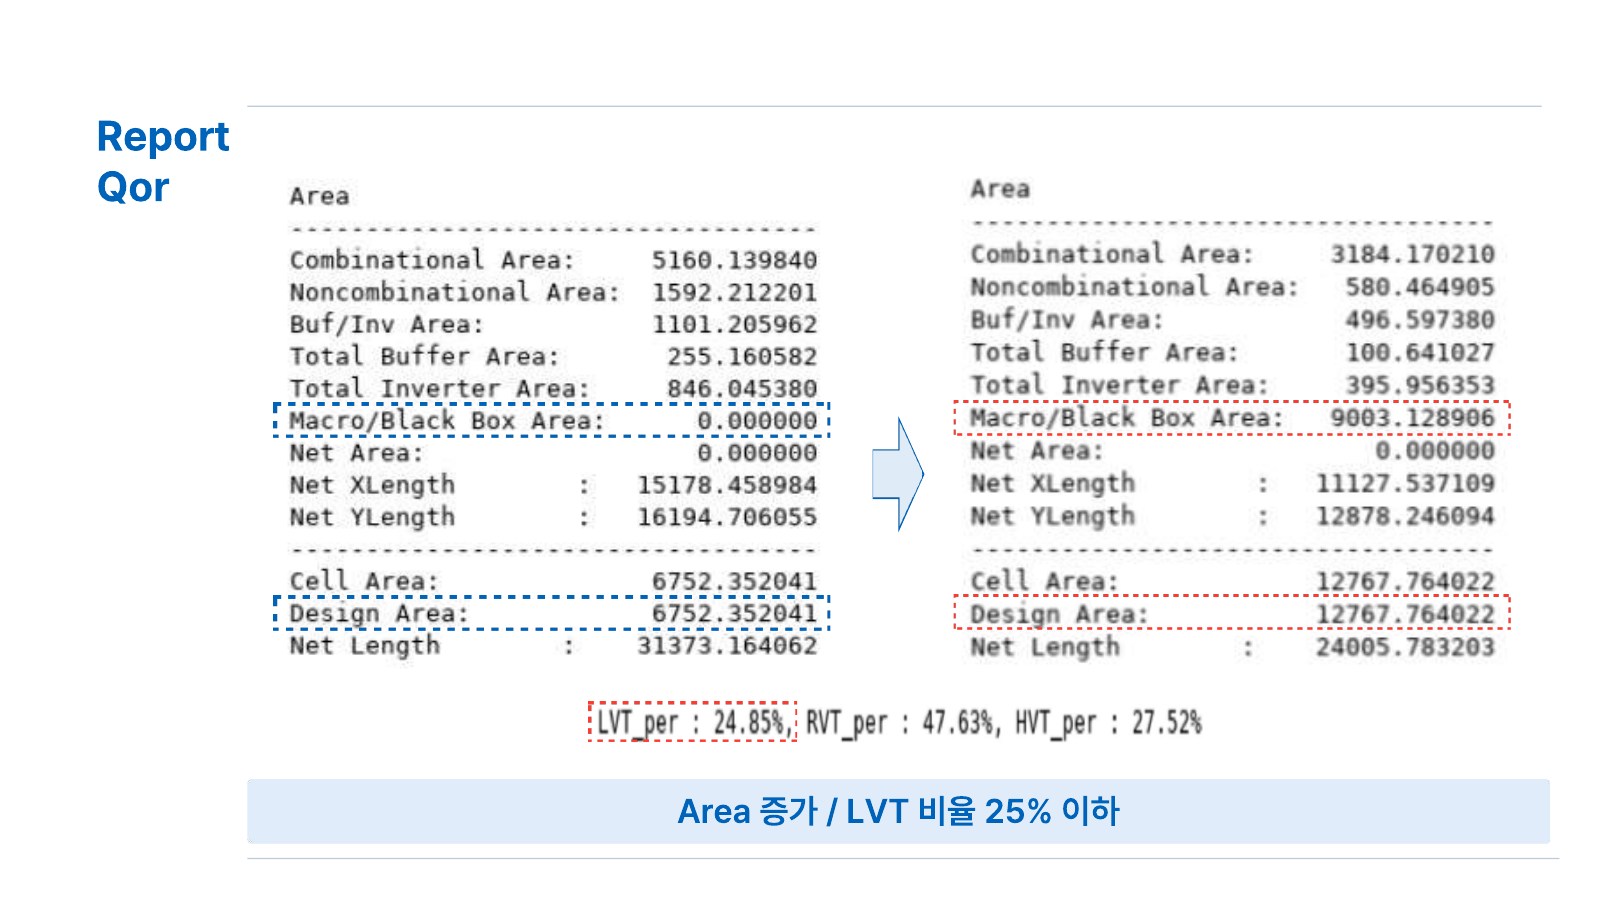 Report
Qor
Area
-----------------------------------
Combinational Area: 5160.139840
Noncombinational Area: 1592.212201
Buf/Inv Area: 1101.205962
Total Buffer Area: 255.160582
Total Inverter Area: 846.045380
Macro/Black Box Area: 0.000000
Net Area: 0.000000
Net XLength : 15178.458984
Net YLength : 16194.706055
-----------------------------------
Cell Area: 6752.352041
Design Area: 6752.352041
Net Length : 31373.164062
Area
-----------------------------------
Combinational Area: 3184.170210
Noncombinational Area: 580.464905
Buf/Inv Area: 496.597380
Total Buffer Area: 100.641027
Total Inverter Area: 395.956353
Macro/Black Box Area: 9003.128906
Net Area: 0.000000
Net XLength : 11127.537109
Net YLength : 12878.246094
-----------------------------------
Cell Area: 12767.764022
Design Area: 12767.764022
Net Length : 24005.783203
LVT_per : 24.85%, RVT_per : 47.63%, HVT_per : 27.52%
Area 증가 / LVT 비율 25% 이하